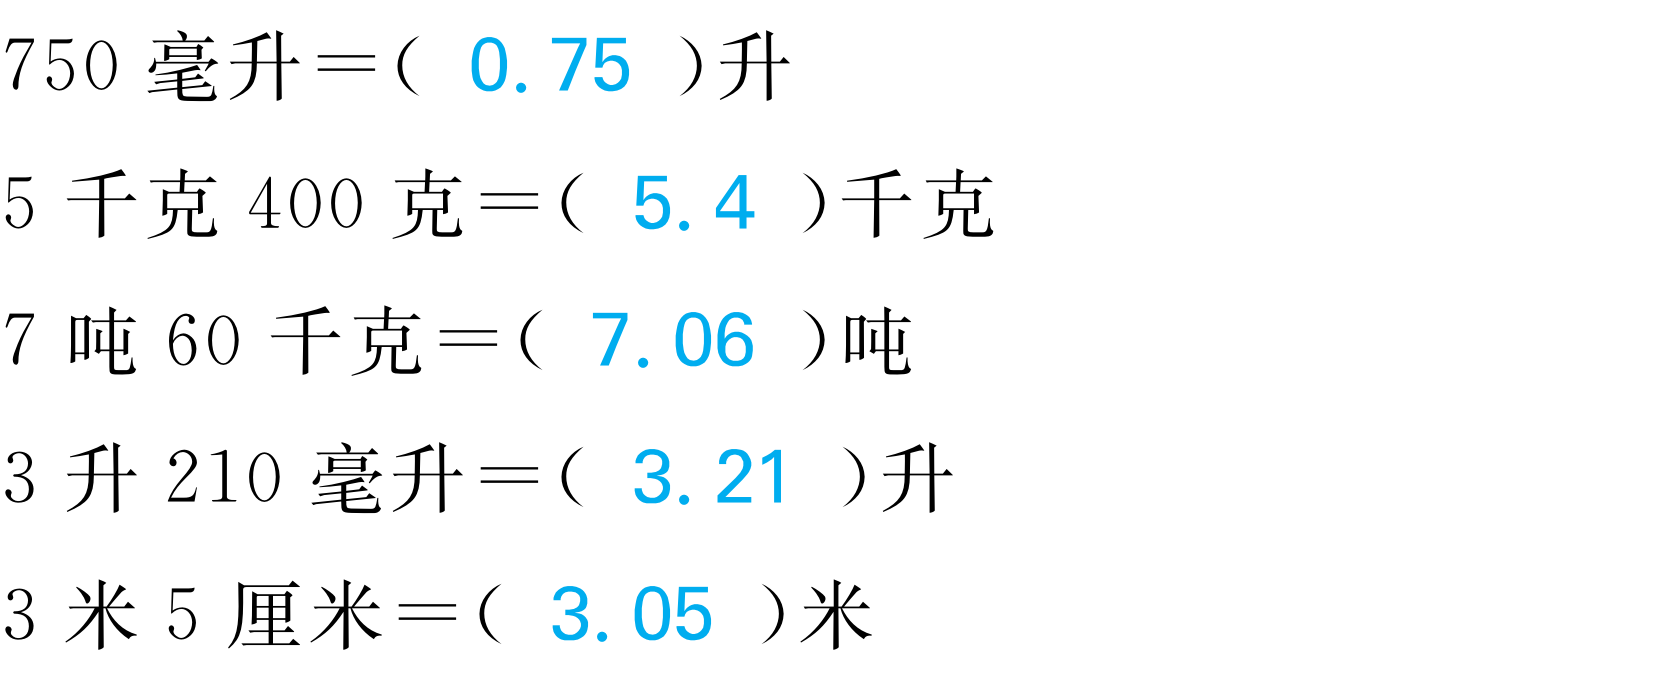 750 毫升=( 0.75 )升
5 千克 400 克=( 5.4 )千克
7 吨 60 千克=( 7.06 )吨
3 升 210 毫升=( 3.21 )升
3 米 5 厘米=( 3.05 )米